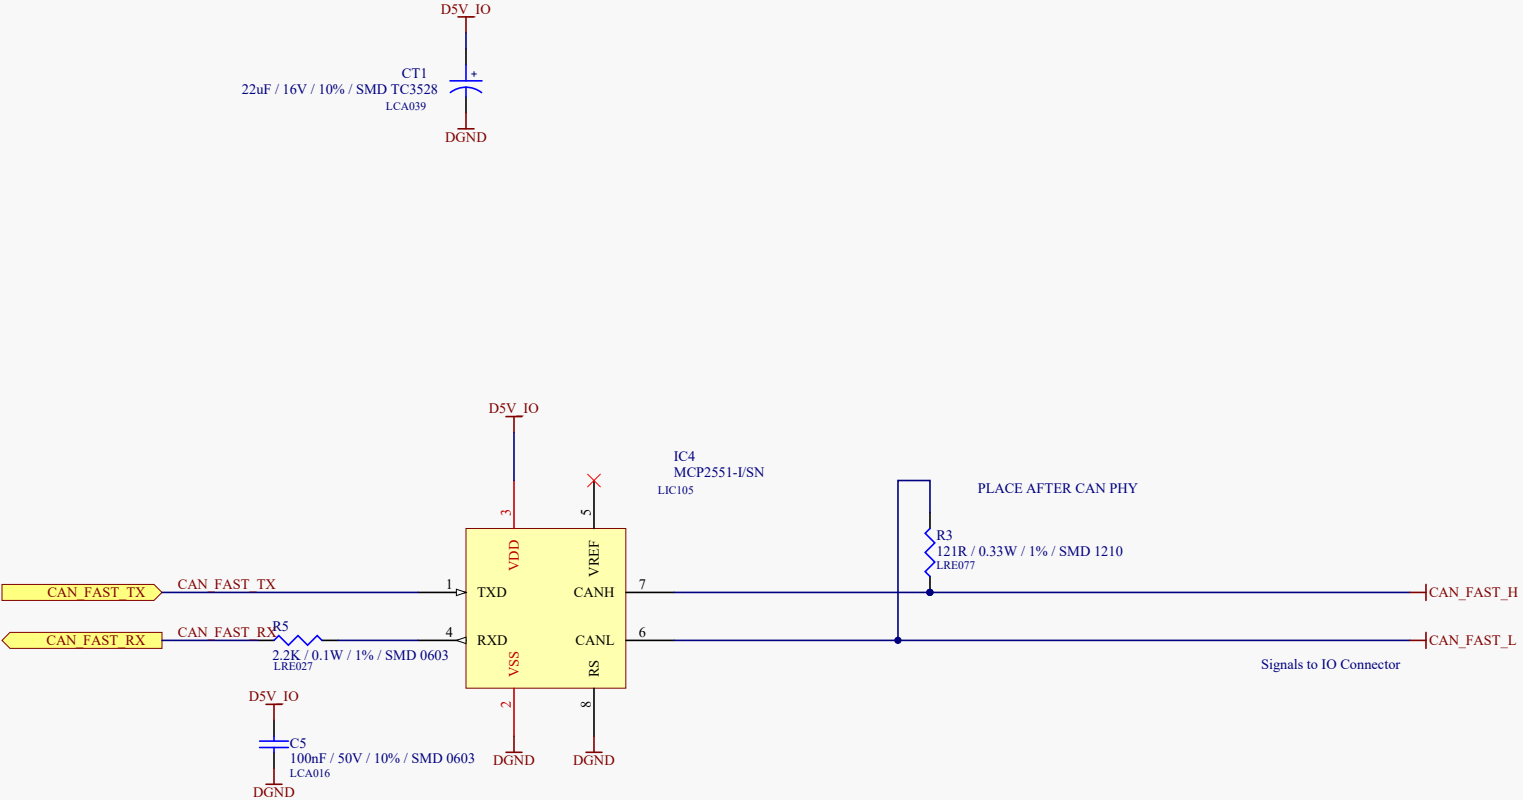 D5V_IO
CT1
+
22uF / 16V / 10% / SMD TC3528
LCA039
DGND
D5V_IO
IC4
MCP2551-I/SN
LIC105
PLACE AFTER CAN PHY
3
5
VDD
VREF
R3
121R / 0.33W / 1% / SMD 1210
LRE077
CAN_FAST_TX
CAN_FAST_TX
1
TXD
CANH
7
CAN_FAST_H
CAN_FAST_RX
CAN_FAST_RX
R5
2.2K / 0.1W / 1% / SMD 0603
LRE027
4
RXD
CANL
6
CAN_FAST_L
Signals to IO Connector
VSS
RS
2
8
DGND
DGND
D5V_IO
C5
100nF / 50V / 10% / SMD 0603
LCA016
DGND